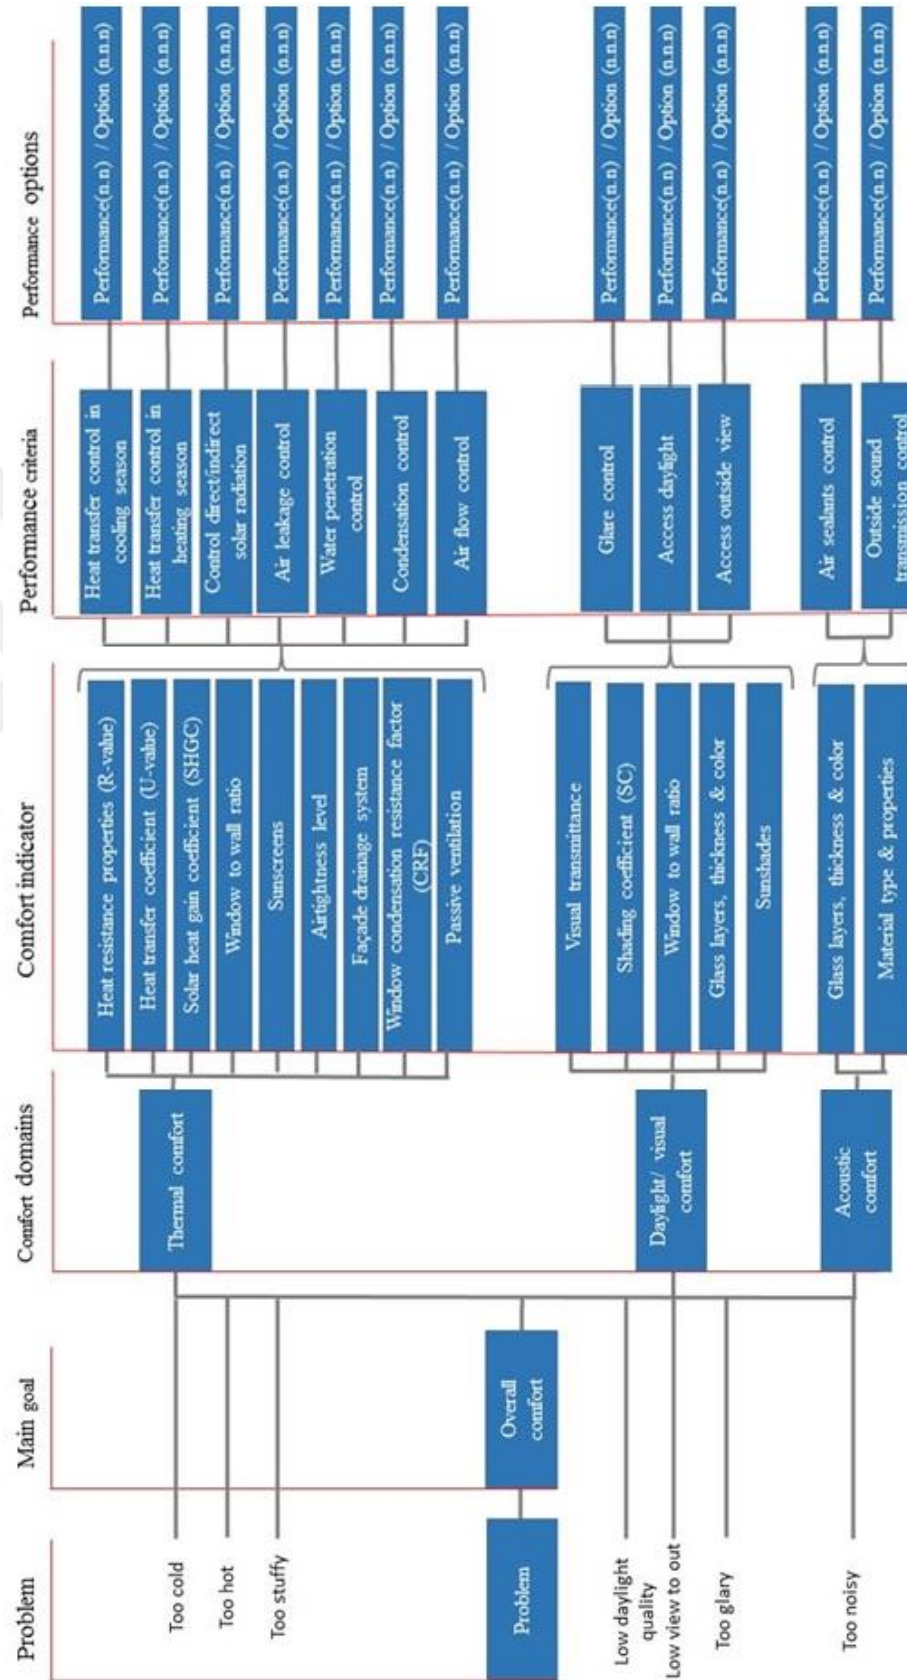 Problem
Main goal
Comfort domains
Comfort indicator
Performance criteria
Performance options
Too cold
Too hot
Too stuffy
Problem
Low daylight
quality
Low view to out
Too glary
Too noisy
Overall
comfort
Thermal comfort
Daylight/ visual
comfort
Acoustic
comfort
Heat resistance properties (R-value)
Heat transfer coefficient (U-value)
Solar heat gain coefficient (SHGC)
Window to wall ratio
Sunscreens
Airtightness level
Façade drainage system
Window condensation resistance factor
(CRF)
Passive ventilation
Visual transmittance
Shading coefficient (SC)
Window to wall ratio
Glass layers, thickness & color
Sunshades
Glass layers, thickness & color
Material type & properties
Heat transfer control in
cooling season
Heat transfer control in
heating season
Control direct/indirect
solar radiation
Air leakage control
Water penetration
control
Condensation control
Air flow control
Glare control
Access daylight
Access outside view
Air sealants control
Outside sound
transmission control
Performance(n.n) / Option (n.n.n)
Performance(n.n) / Option (n.n.n)
Performance(n.n) / Option (n.n.n)
Performance(n.n) / Option (n.n.n)
Performance(n.n) / Option (n.n.n)
Performance(n.n) / Option (n.n.n)
Performance(n.n) / Option (n.n.n)
Performance(n.n) / Option (n.n.n)
Performance(n.n) / Option (n.n.n)
Performance(n.n) / Option (n.n.n)
Performance(n.n) / Option (n.n.n)
Performance(n.n) / Option (n.n.n)